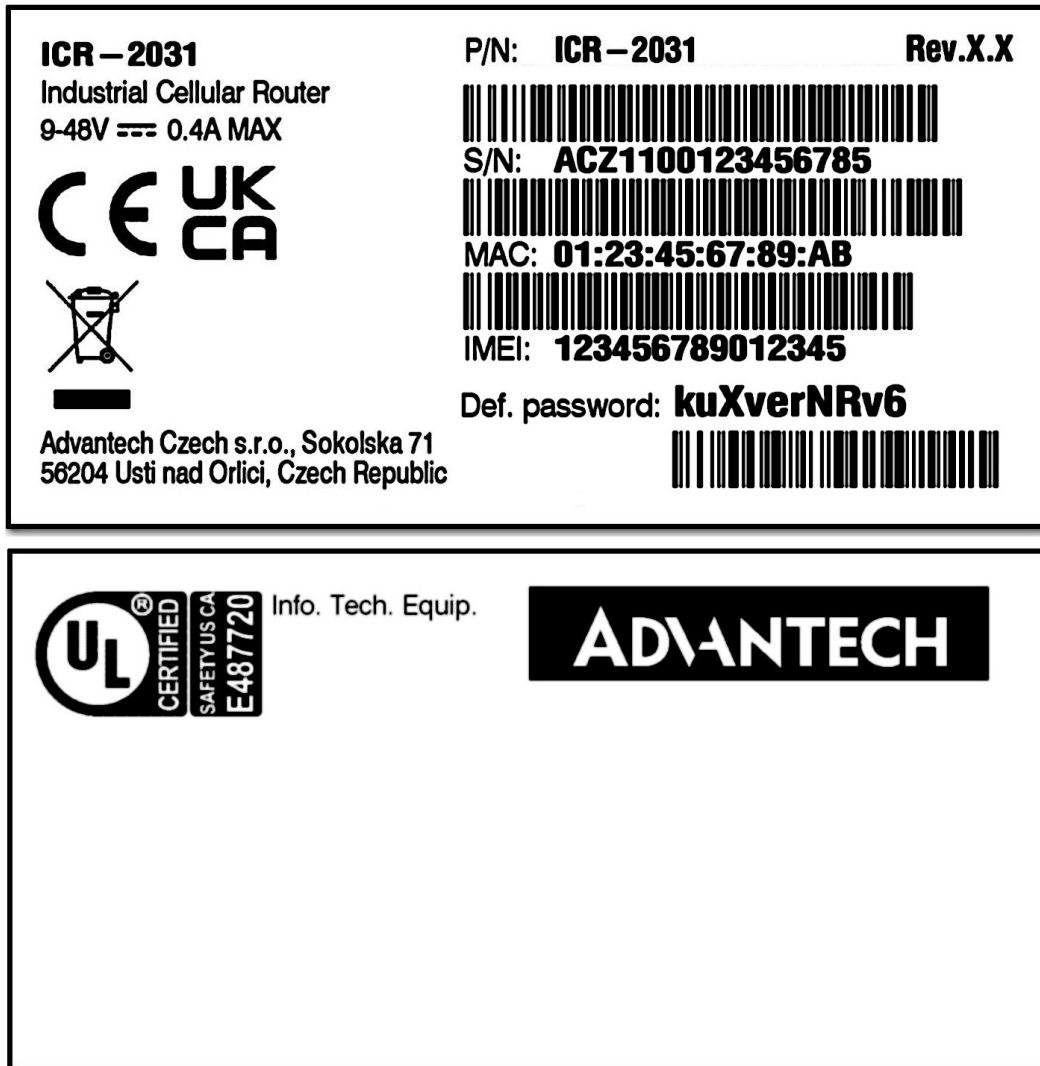 ICR-2031
Industrial Cellular Router
9-48V ⎓ 0.4A MAX
CE UK
CA
Advantech Czech s.r.o., Sokolska 71
56204 Usti nad Orlici, Czech Republic
P/N: ICR-2031 Rev.X.X
S/N: ACZ1100123456785
MAC: 01:23:45:67:89:AB
IMEI: 123456789012345
Def. password: kuXverNRv6
UL ®
CERTIFIED
SAFETY US CA
E487720
Info. Tech. Equip.
ADVANTECH